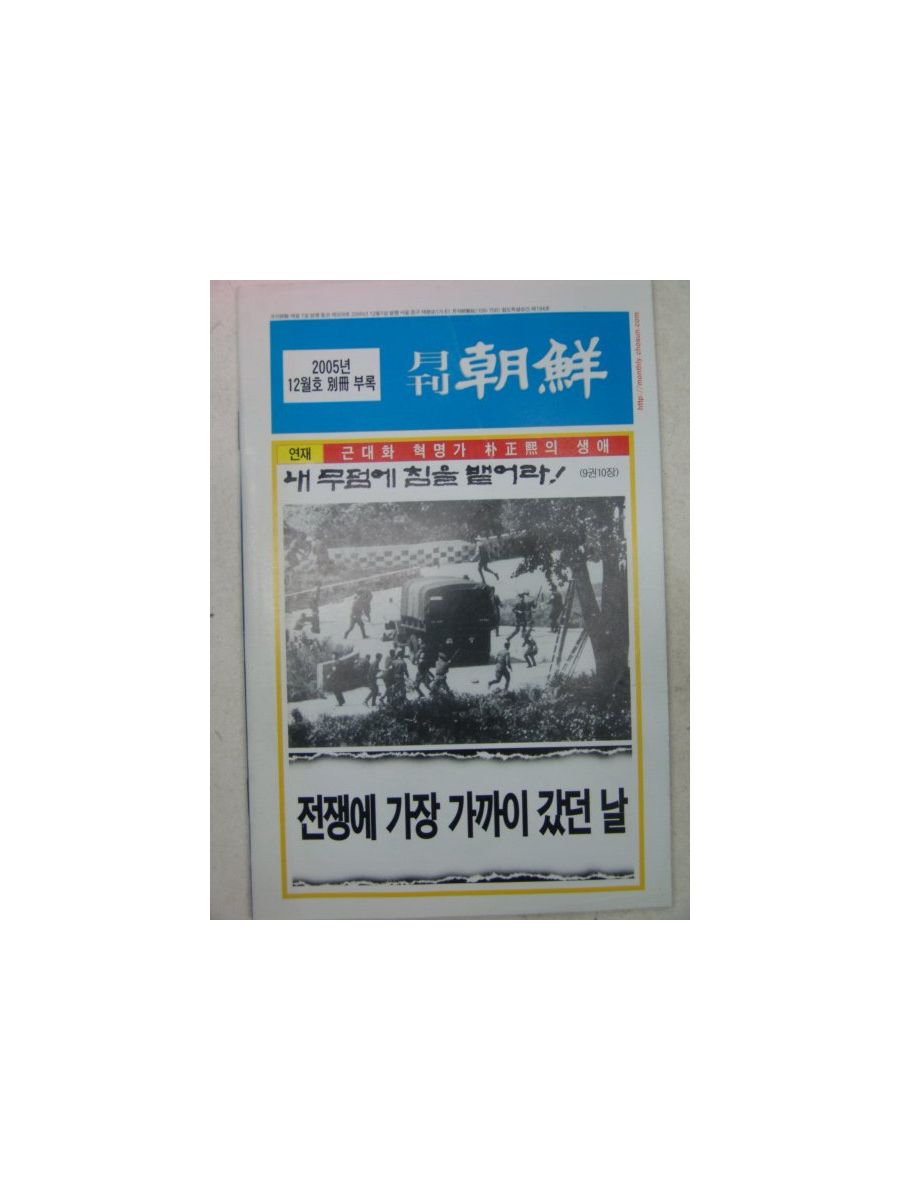 2005년
12월호 別冊 부록
月刊 朝鮮
http://monthly.chosun.com
연재 근대화 혁명가 朴正熙의 생애
내 무덤에 침을 뱉어라!
(9권10장)
전쟁에 가장 가까이 갔던 날